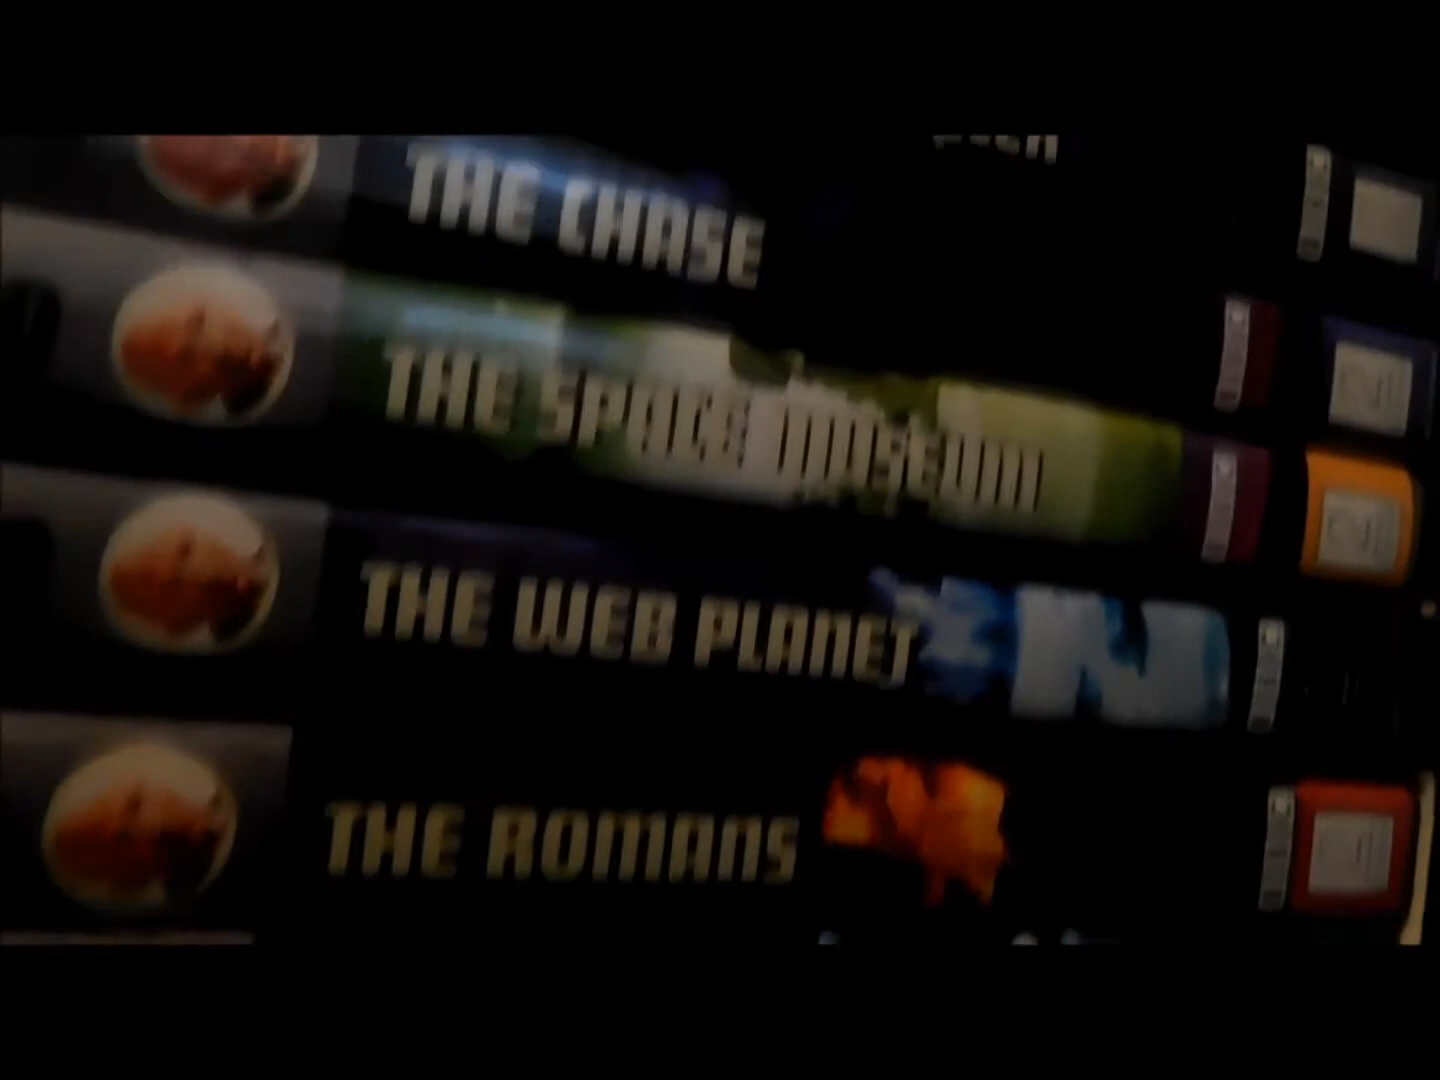 THE CHASE
THE SPACE MUSEUM
THE WEB PLANET
THE ROMANS